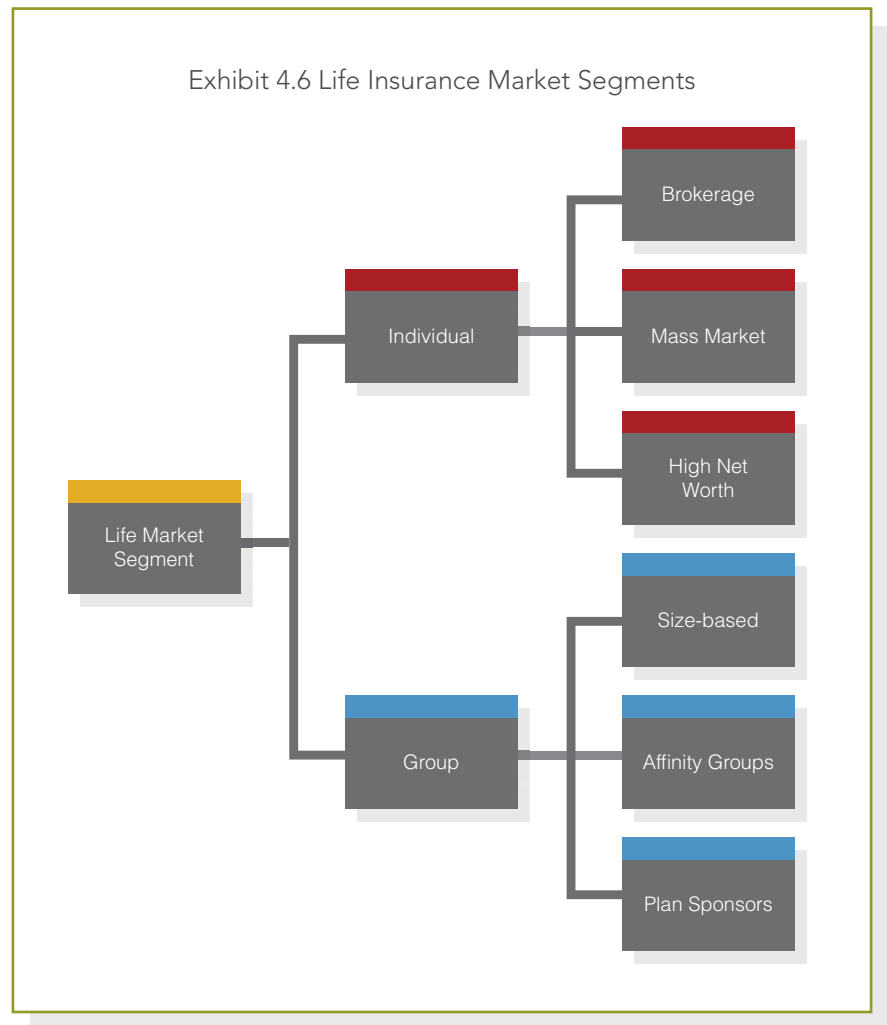 Exhibit 4.6 Life Insurance Market Segments
Brokerage
Individual
Mass Market
High Net
Worth
Life Market
Segment
Size-based
Group
Affinity Groups
Plan Sponsors